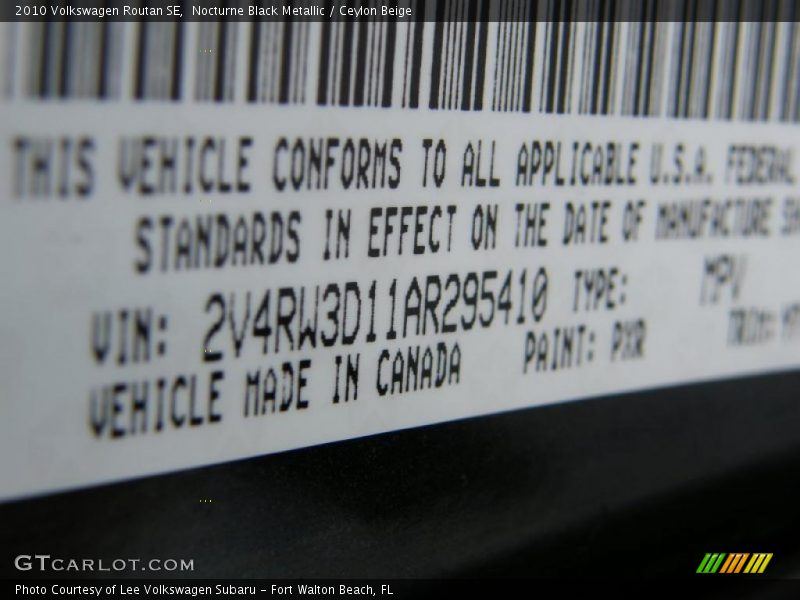 2010 Volkswagen Routan SE, Nocturne Black Metallic / Ceylon Beige
THIS VEHICLE CONFORMS TO ALL APPLICABLE U.S.A. FEDERAL
STANDARDS IN EFFECT ON THE DATE OF MANUFACTURE
VIN: 2V4RW3D11AR295410 TYPE: MPV
VEHICLE MADE IN CANADA PAINT: PXR TRIM:
GTCARLOT.COM
Photo Courtesy of Lee Volkswagen Subaru – Fort Walton Beach, FL